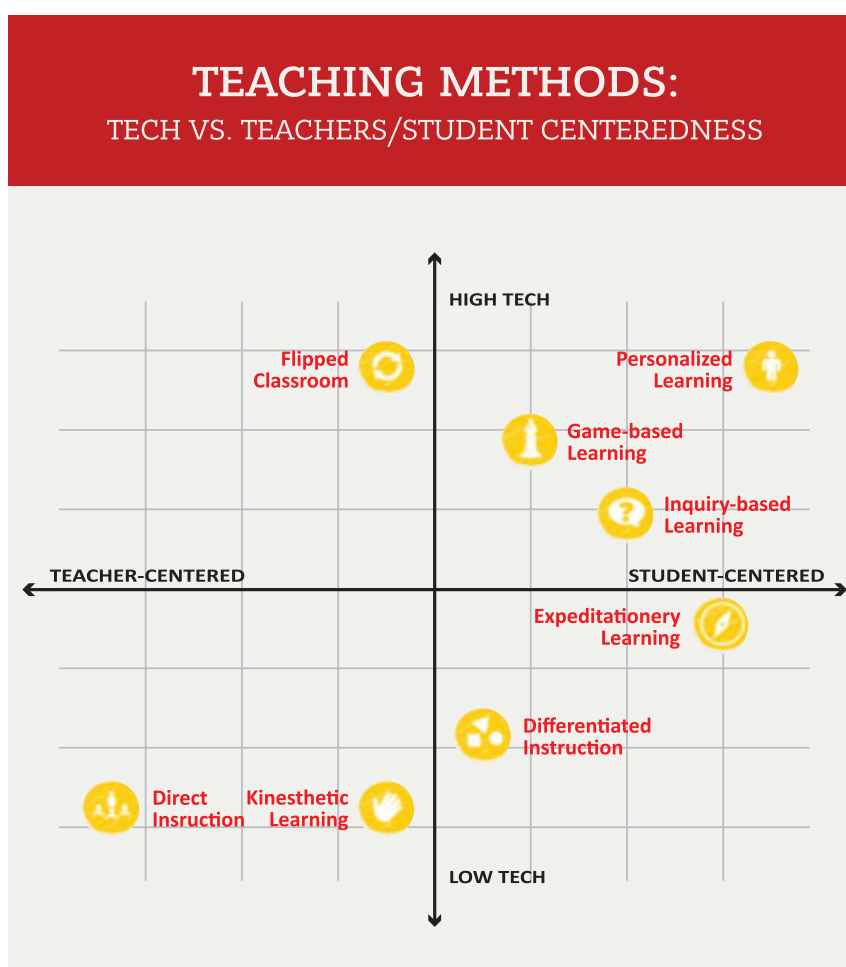 TEACHING METHODS:
TECH VS. TEACHERS/STUDENT CENTEREDNESS
HIGH TECH
Flipped
Classroom
Personalized
Learning
Game-based
Learning
?
Inquiry-based
Learning
TEACHER-CENTERED
STUDENT-CENTERED
Expeditationery
Learning
Differentiated
Instruction
Direct
Insruction
Kinesthetic
Learning
LOW TECH